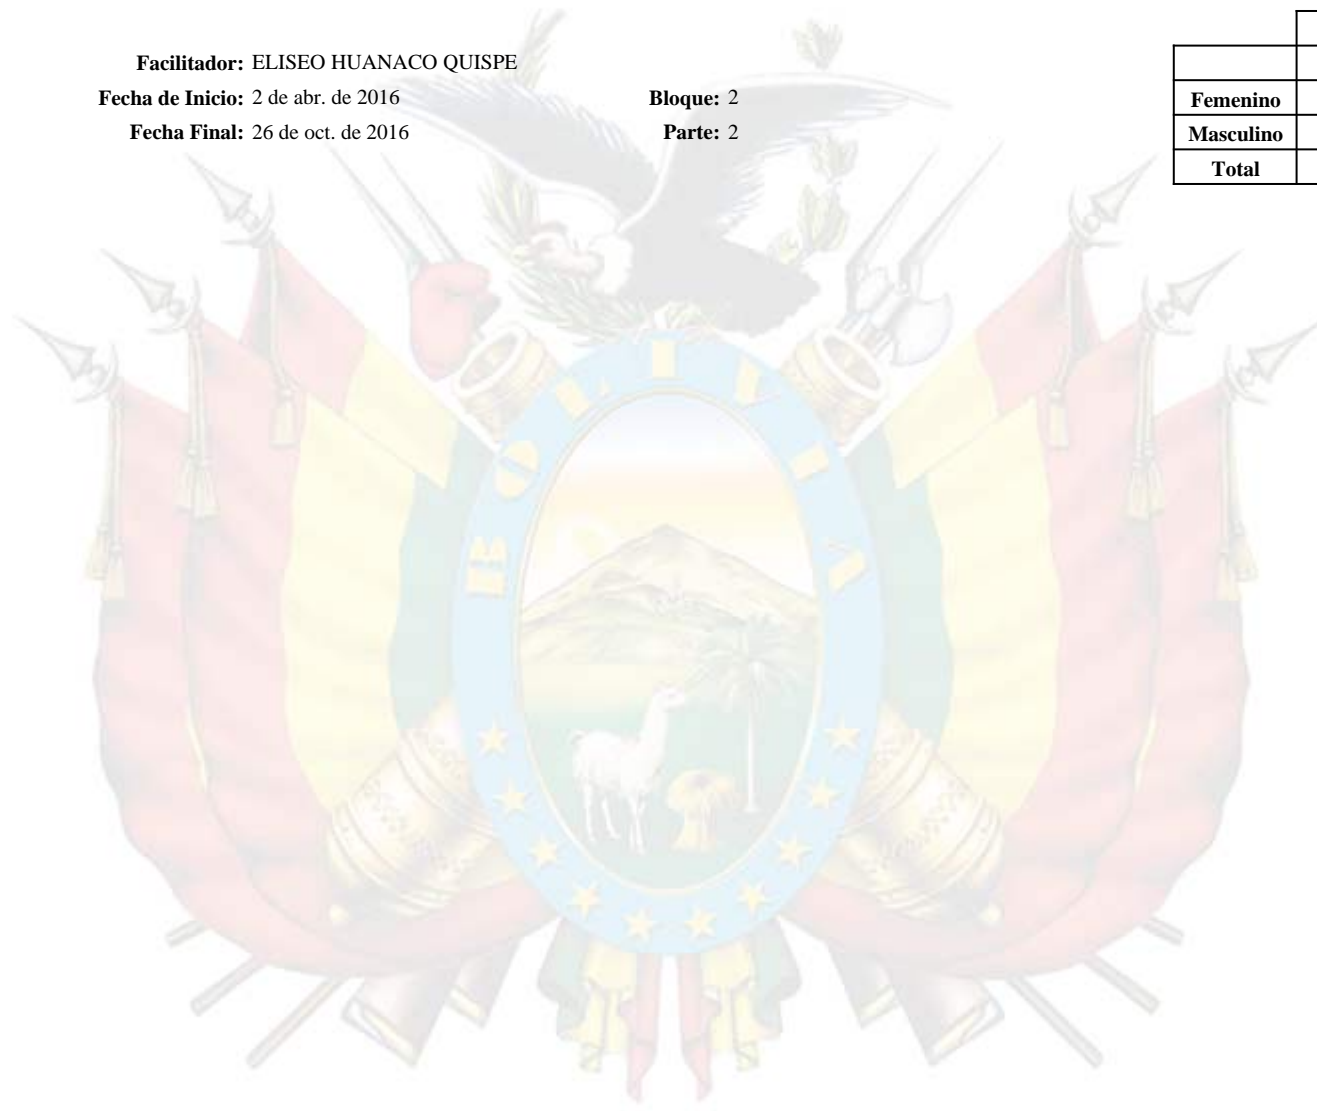 Facilitador: ELISEO HUANACO QUISPE
Fecha de Inicio: 2 de abr. de 2016 Bloque: 2
Fecha Final: 26 de oct. de 2016 Parte: 2
Femenino
Masculino
Total
BOLIVIA